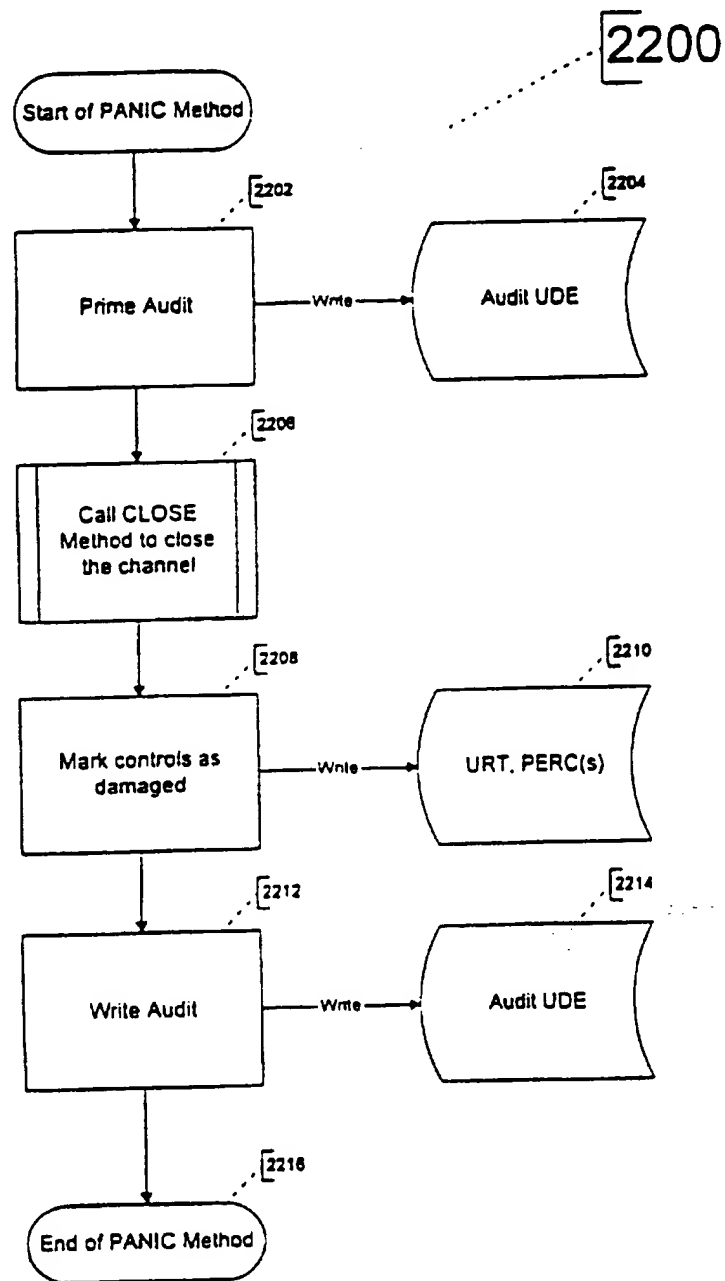 2200
Start of PANIC Method
2202
2204
Prime Audit
Write
Audit UDE
2206
Call CLOSE
Method to close
the channel
2208
2210
Mark controls as
damaged
Write
URT, PERC(s)
2212
2214
Write Audit
Write
Audit UDE
2216
End of PANIC Method